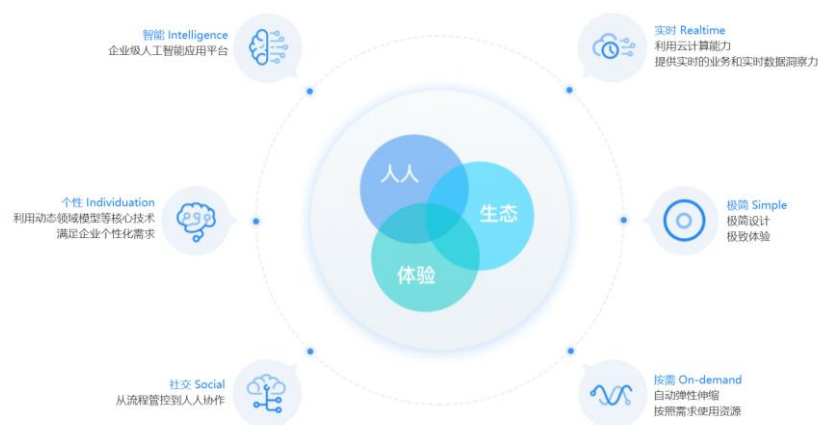 智能 Intelligence
企业级人工智能应用平台
实时 Realtime
利用云计算能力
提供实时的业务和实时数据洞察力
人人
生态
体验
个性 Individuation
利用动态领域模型等核心技术
满足企业个性化需求
极简 Simple
极简设计
极致体验
社交 Social
从流程管控到人人协作
按需 On-demand
自动弹性伸缩
按照需求使用资源